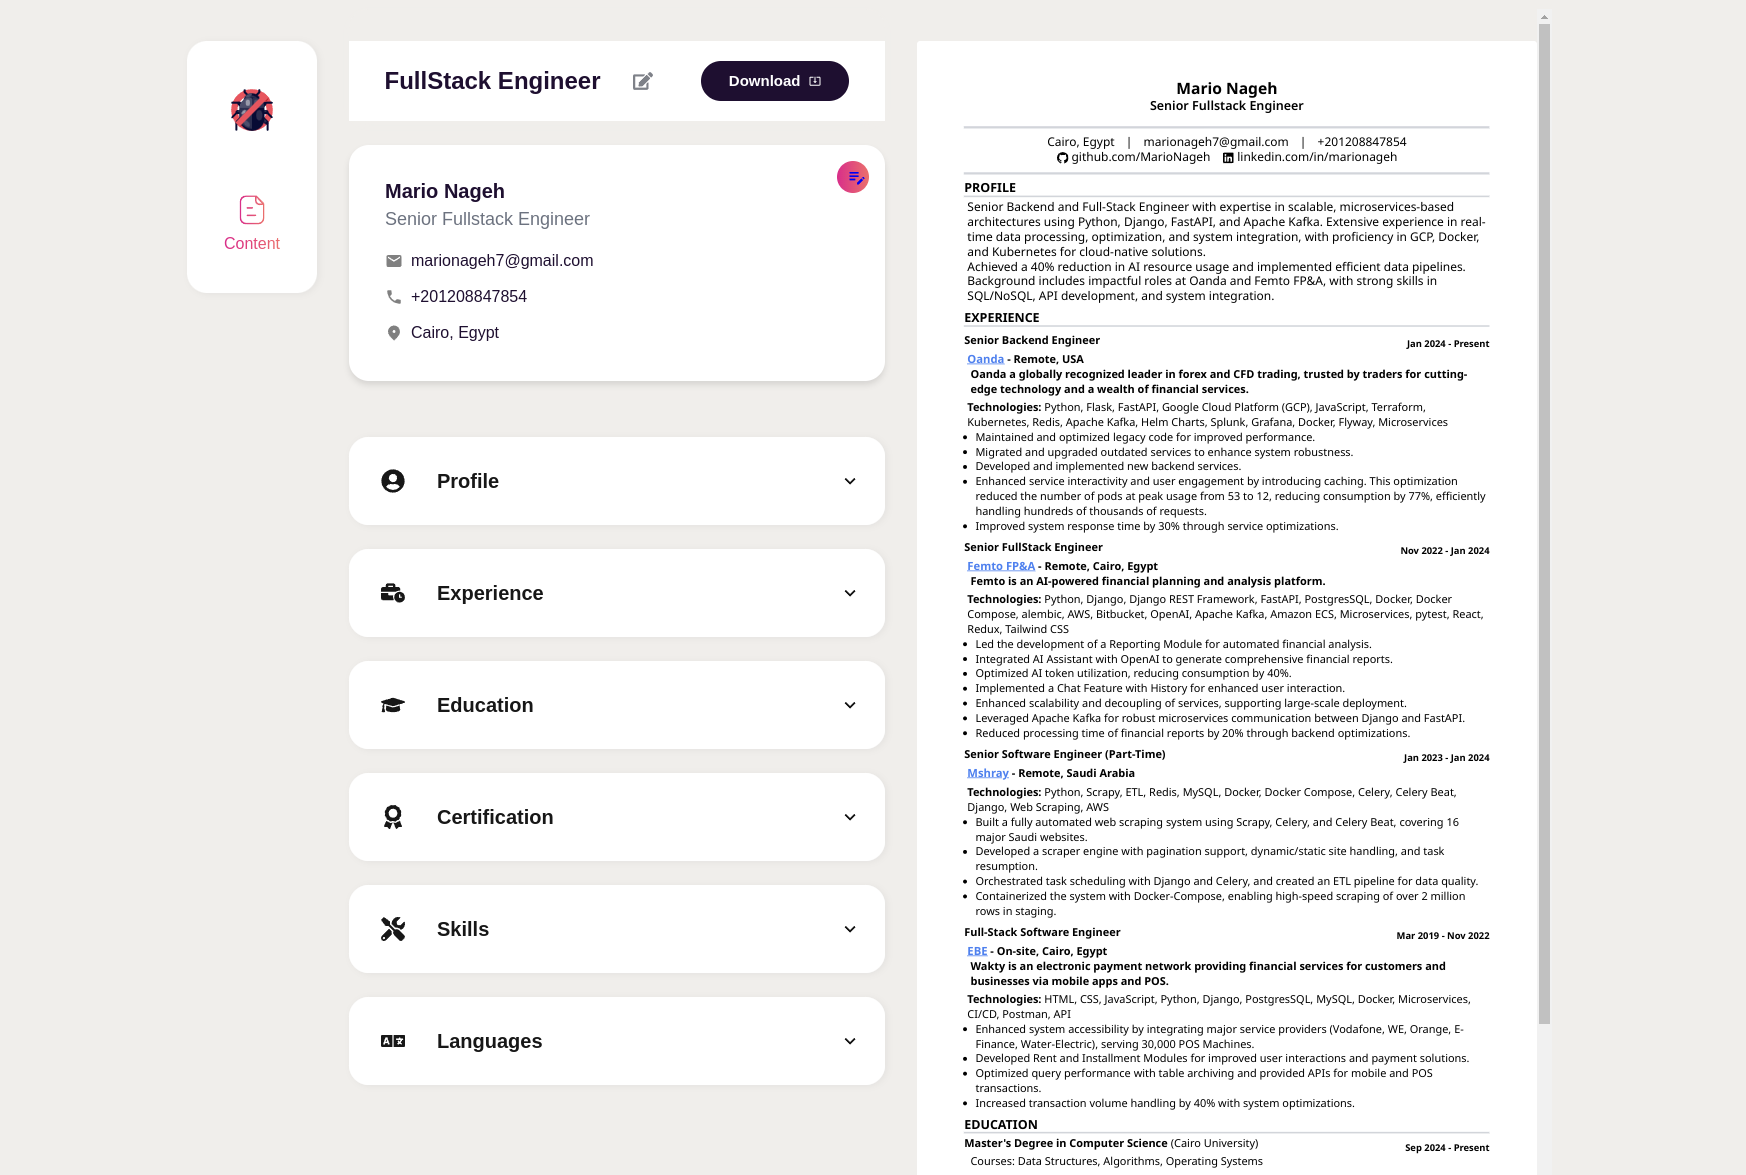 Content
FullStack Engineer
Download
Mario Nageh
Senior Fullstack Engineer
marionageh7@gmail.com
+201208847854
Cairo, Egypt
Profile
Experience
Education
Certification
Skills
Languages
Mario Nageh
Senior Fullstack Engineer
Cairo, Egypt | marionageh7@gmail.com | +201208847854
github.com/MarioNageh linkedin.com/in/marionageh
PROFILE
Senior Backend and Full-Stack Engineer with expertise in scalable, microservices-based
architectures using Python, Django, FastAPI, and Apache Kafka. Extensive experience in real-
time data processing, optimization, and system integration, with proficiency in GCP, Docker,
and Kubernetes for cloud-native solutions.
Achieved a 40% reduction in AI resource usage and implemented efficient data pipelines.
Background includes impactful roles at Oanda and Femto FP&A, with strong skills in
SQL/NoSQL, API development, and system integration.
EXPERIENCE
Senior Backend Engineer Jan 2024 - Present
Oanda - Remote, USA
Oanda a globally recognized leader in forex and CFD trading, trusted by traders for cutting-
edge technology and a wealth of financial services.
Technologies: Python, Flask, FastAPI, Google Cloud Platform (GCP), JavaScript, Terraform,
Kubernetes, Redis, Apache Kafka, Helm Charts, Splunk, Grafana, Docker, Flyway, Microservices
• Maintained and optimized legacy code for improved performance.
• Migrated and upgraded outdated services to enhance system robustness.
• Developed and implemented new backend services.
• Enhanced service interactivity and user engagement by introducing caching. This optimization
reduced the number of pods at peak usage from 53 to 12, reducing consumption by 77%, efficiently
handling hundreds of thousands of requests.
• Improved system response time by 30% through service optimizations.
Senior FullStack Engineer Nov 2022 - Jan 2024
Femto FP&A - Remote, Cairo, Egypt
Femto is an AI-powered financial planning and analysis platform.
Technologies: Python, Django, Django REST Framework, FastAPI, PostgresSQL, Docker, Docker
Compose, alembic, AWS, Bitbucket, OpenAI, Apache Kafka, Amazon ECS, Microservices, pytest, React,
Redux, Tailwind CSS
• Led the development of a Reporting Module for automated financial analysis.
• Integrated AI Assistant with OpenAI to generate comprehensive financial reports.
• Optimized AI token utilization, reducing consumption by 40%.
• Implemented a Chat Feature with History for enhanced user interaction.
• Enhanced scalability and decoupling of services, supporting large-scale deployment.
• Leveraged Apache Kafka for robust microservices communication between Django and FastAPI.
• Reduced processing time of financial reports by 20% through backend optimizations.
Senior Software Engineer (Part-Time) Jan 2023 - Jan 2024
Mshray - Remote, Saudi Arabia
Technologies: Python, Scrapy, ETL, Redis, MySQL, Docker, Docker Compose, Celery, Celery Beat,
Django, Web Scraping, AWS
• Built a fully automated web scraping system using Scrapy, Celery, and Celery Beat, covering 16
major Saudi websites.
• Developed a scraper engine with pagination support, dynamic/static site handling, and task
resumption.
• Orchestrated task scheduling with Django and Celery, and created an ETL pipeline for data quality.
• Containerized the system with Docker-Compose, enabling high-speed scraping of over 2 million
rows in staging.
Full-Stack Software Engineer Mar 2019 - Nov 2022
EBE - On-site, Cairo, Egypt
Wakty is an electronic payment network providing financial services for customers and
businesses via mobile apps and POS.
Technologies: HTML, CSS, JavaScript, Python, Django, PostgresSQL, MySQL, Docker, Microservices,
CI/CD, Postman, API
• Enhanced system accessibility by integrating major service providers (Vodafone, WE, Orange, E-
Finance, Water-Electric), serving 30,000 POS Machines.
• Developed Rent and Installment Modules for improved user interactions and payment solutions.
• Optimized query performance with table archiving and provided APIs for mobile and POS
transactions.
• Increased transaction volume handling by 40% with system optimizations.
EDUCATION
Master's Degree in Computer Science (Cairo University) Sep 2024 - Present
Courses: Data Structures, Algorithms, Operating Systems